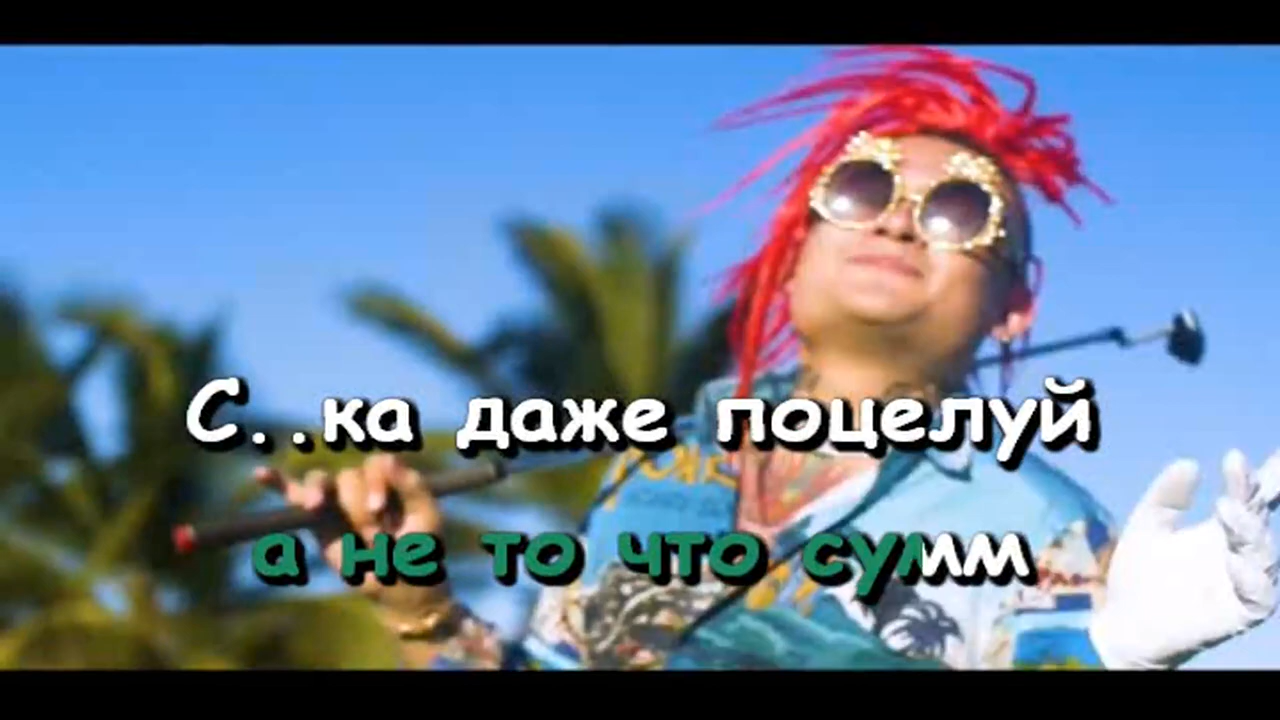 С..ка даже поцелуй
а не то что сумм